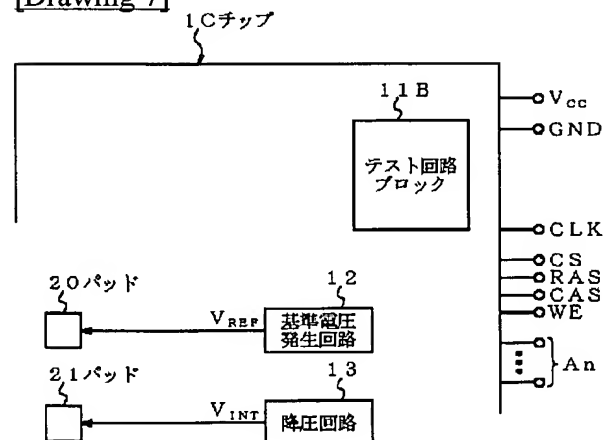 [Drawing 7]
1Cチップ
11B
テスト回路
ブロック
Vcc
GND
CLK
CS
RAS
CAS
WE
An
20パッド
VREF
12
基準電圧
発生回路
21パッド
VINT
13
降圧回路